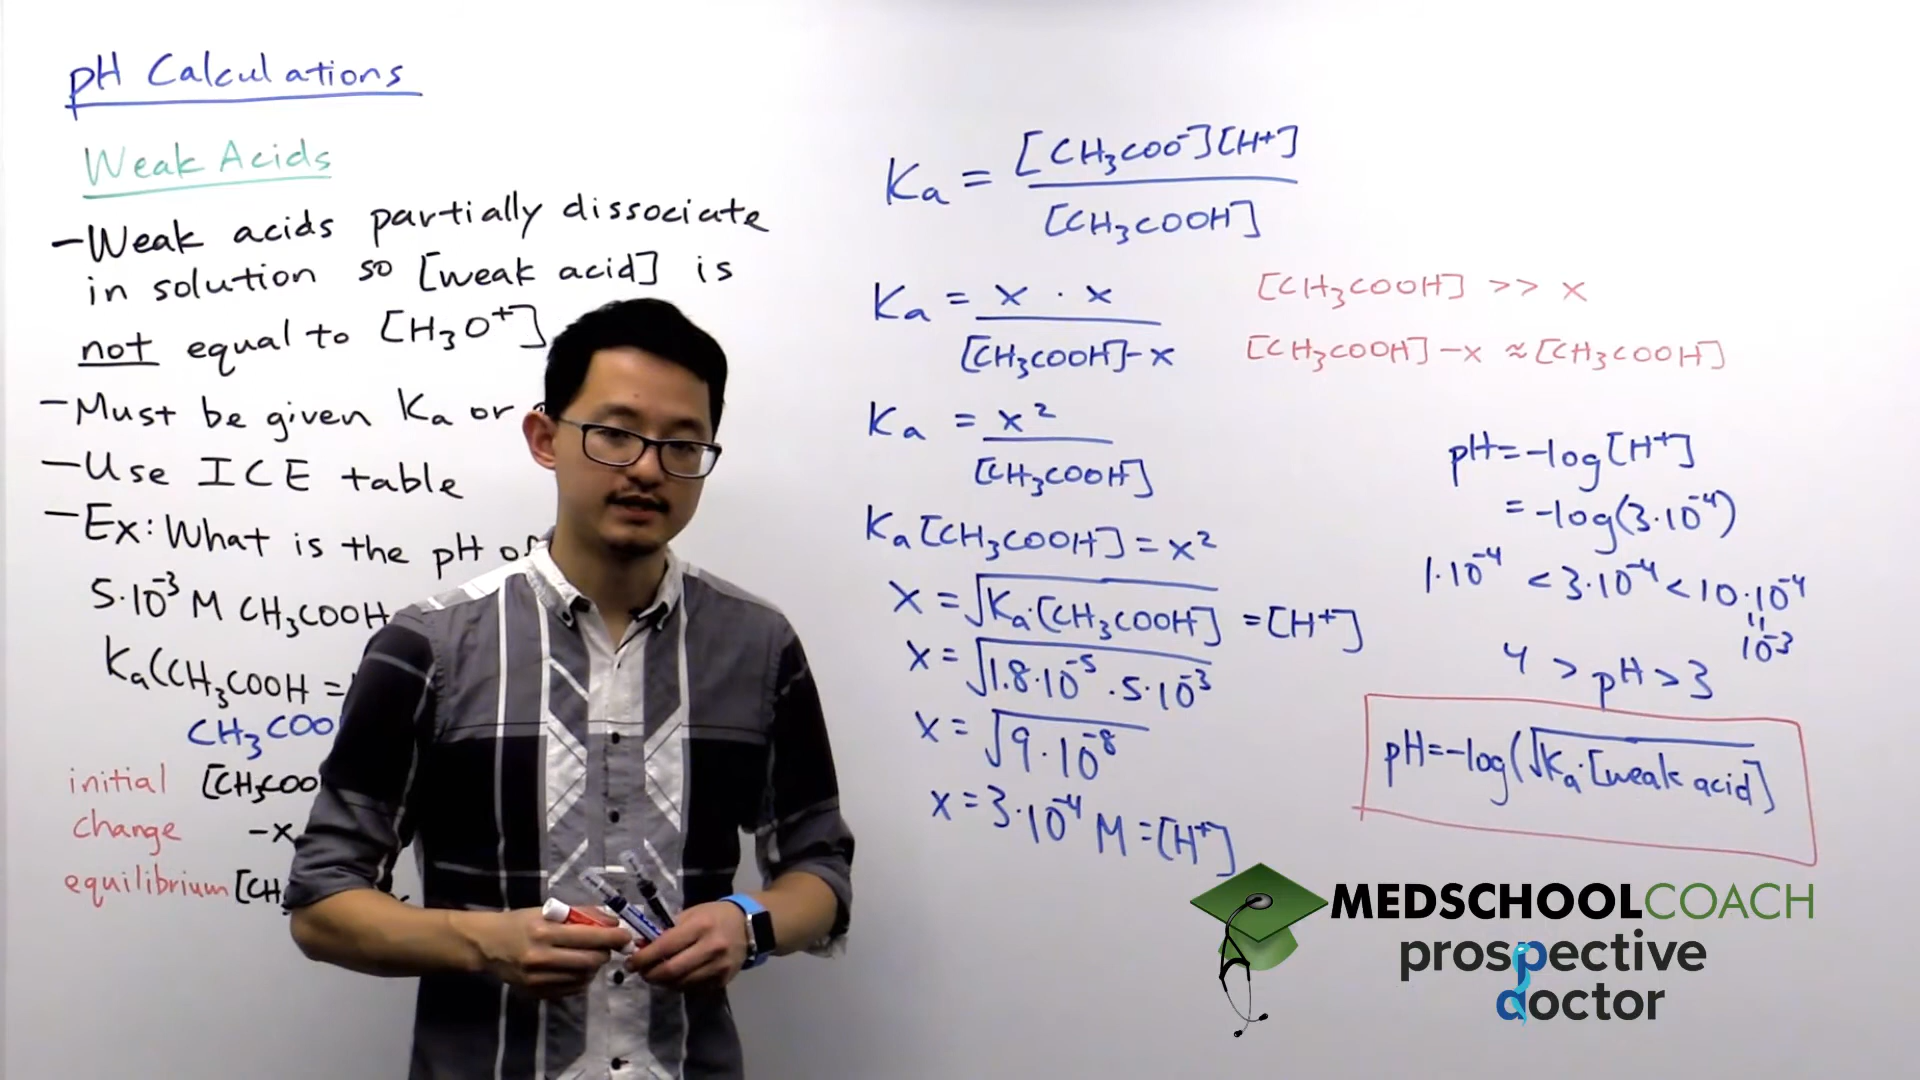 pH Calculations
Weak Acids
- Weak acids partially dissociate
in solution so [weak acid] is
not equal to [H₃O⁺]
- Must be given Ka or
- Use ICE table
- Ex: What is the pH of
5·10⁻³ M CH₃COOH
Ka(CH₃COOH =
CH₃COO
initial [CH₃COO
change -x
equilibrium [CH₃
Ka = [CH₃COO⁻][H⁺]
[CH₃COOH]
Ka = x · x
[CH₃COOH]-x
[CH₃COOH] >> x
[CH₃COOH] -x ≈ [CH₃COOH]
Ka = x²
[CH₃COOH]
Ka[CH₃COOH] = x²
x = √Ka·[CH₃COOH] = [H⁺]
x = √1.8·10⁻⁵ · 5·10⁻³
x = √9·10⁻⁸
x = 3·10⁻⁴ M = [H⁺]
pH = -log[H⁺]
= -log(3·10⁻⁴)
1·10⁻⁴ < 3·10⁻⁴ < 10·10⁻⁴
=
10⁻³
4 > pH > 3
pH = -log(√Ka·[weak acid]
MEDSCHOOLCOACH
prospective
doctor